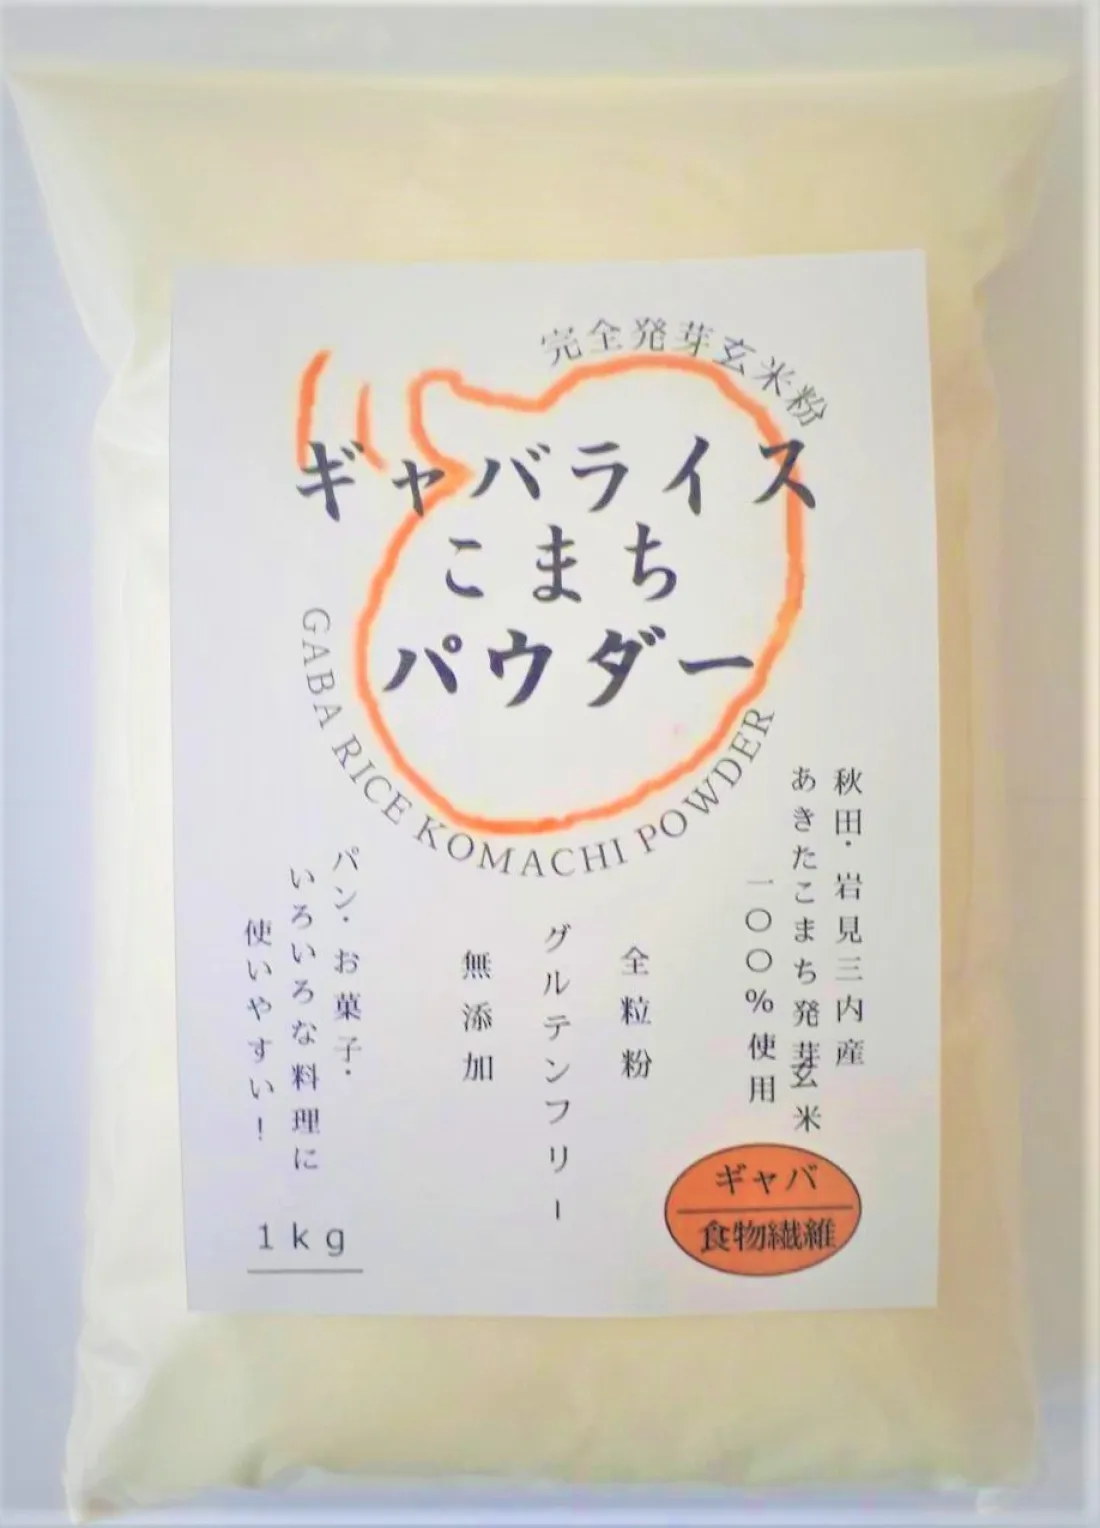 完全発芽玄米粉
ギャバライス
こまち
パウダー
GABA RICE KOMACHI POWDER
秋田・岩見三内産
あきたこまち発芽玄米
一〇〇%使用
全粒粉
グルテンフリー
無添加
パン・お菓子・
いろいろな料理に
使いやすい!
ギャバ
食物繊維
1kg